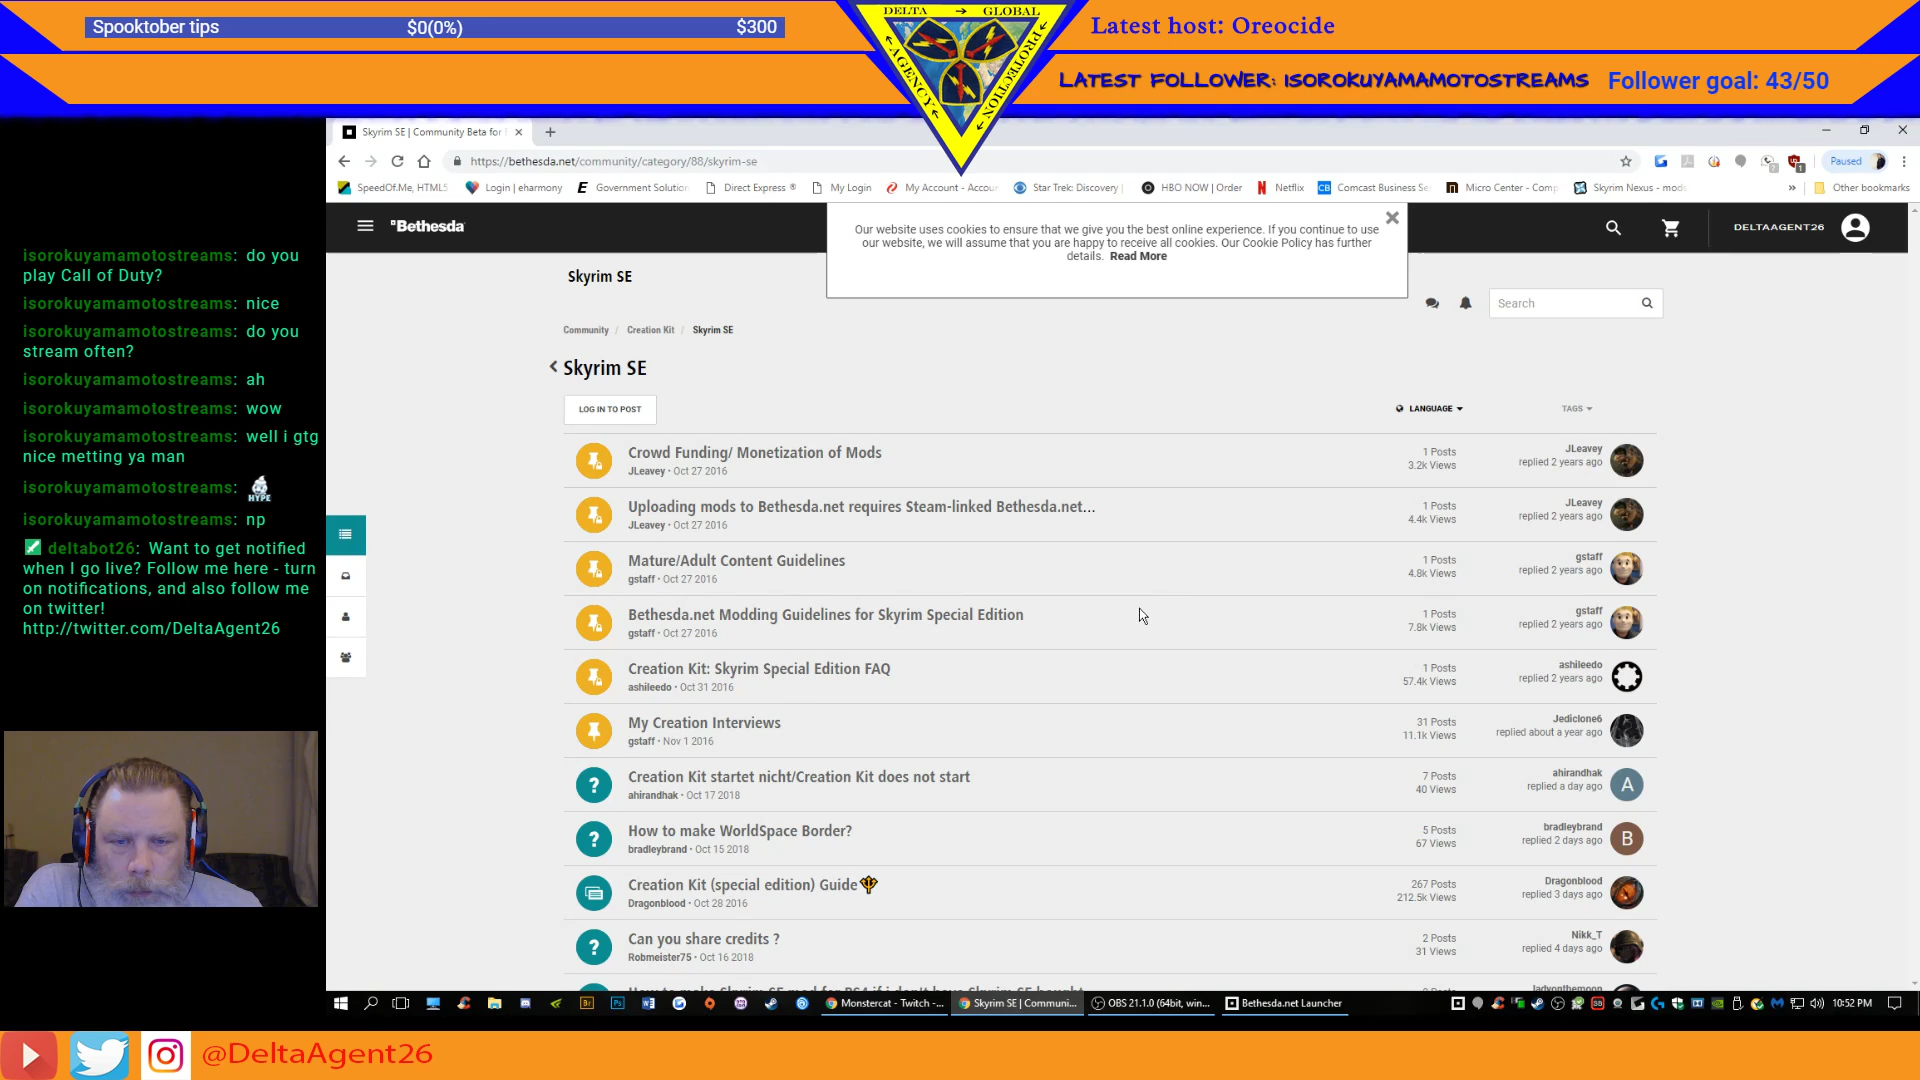 Spooktober tips $0(0%) $300
DELTA → GLOBAL
PROTECTION
AGENCY
Latest host: Oreocide
LATEST FOLLOWER: ISOROKUYAMAMOTOSTREAMS Follower goal: 43/50
isorokuyamamotostreams: do you
play Call of Duty?
isorokuyamamotostreams: nice
isorokuyamamotostreams: do you
stream often?
isorokuyamamotostreams: ah
isorokuyamamotostreams: wow
isorokuyamamotostreams: well i gtg
nice metting ya man
isorokuyamamotostreams: HYPE
isorokuyamamotostreams: np
deltabot26: Want to get notified
when I go live? Follow me here - turn
on notifications, and also follow me
on twitter!
http://twitter.com/DeltaAgent26
Skyrim SE | Community Beta for
https://bethesda.net/community/category/88/skyrim-se
Paused
SpeedOf.Me, HTML5 Login | eharmony Government Solution Direct Express ® My Login My Account - Accou Star Trek: Discovery | HBO NOW | Order Netflix Comcast Business Se Micro Center - Comp Skyrim Nexus - mods » Other bookmarks
Bethesda
DELTAAGENT26
Our website uses cookies to ensure that we give you the best online experience. If you continue to use
our website, we will assume that you are happy to receive all cookies. Our Cookie Policy has further
details. Read More
Skyrim SE
Search
Community / Creation Kit / Skyrim SE
Skyrim SE
LOG IN TO POST
LANGUAGE
TAGS
Crowd Funding/ Monetization of Mods
JLeavey • Oct 27 2016
1 Posts
3.2k Views
JLeavey
replied 2 years ago
Uploading mods to Bethesda.net requires Steam-linked Bethesda.net...
JLeavey • Oct 27 2016
1 Posts
4.4k Views
JLeavey
replied 2 years ago
Mature/Adult Content Guidelines
gstaff • Oct 27 2016
1 Posts
4.8k Views
gstaff
replied 2 years ago
Bethesda.net Modding Guidelines for Skyrim Special Edition
gstaff • Oct 27 2016
1 Posts
7.8k Views
gstaff
replied 2 years ago
Creation Kit: Skyrim Special Edition FAQ
ashileedo • Oct 31 2016
1 Posts
57.4k Views
ashileedo
replied 2 years ago
My Creation Interviews
gstaff • Nov 1 2016
31 Posts
11.1k Views
Jediclone6
replied about a year ago
Creation Kit startet nicht/Creation Kit does not start
ahirandhak • Oct 17 2018
7 Posts
40 Views
ahirandhak
replied a day ago
A
How to make WorldSpace Border?
bradleybrand • Oct 15 2018
5 Posts
67 Views
bradleybrand
replied 2 days ago
B
Creation Kit (special edition) Guide
Dragonblood • Oct 28 2016
267 Posts
212.5k Views
Dragonblood
replied 3 days ago
Can you share credits ?
Robmeister75 • Oct 16 2018
2 Posts
31 Views
Nikk_T
replied 4 days ago
How to make Skyrim SE mod for PS4 if i don't have Skyrim SE bought
ladyonthemoon
Monstercat - Twitch -... Skyrim SE | Communi... OBS 21.1.0 (64bit, win... Bethesda.net Launcher 10:52 PM
@DeltaAgent26